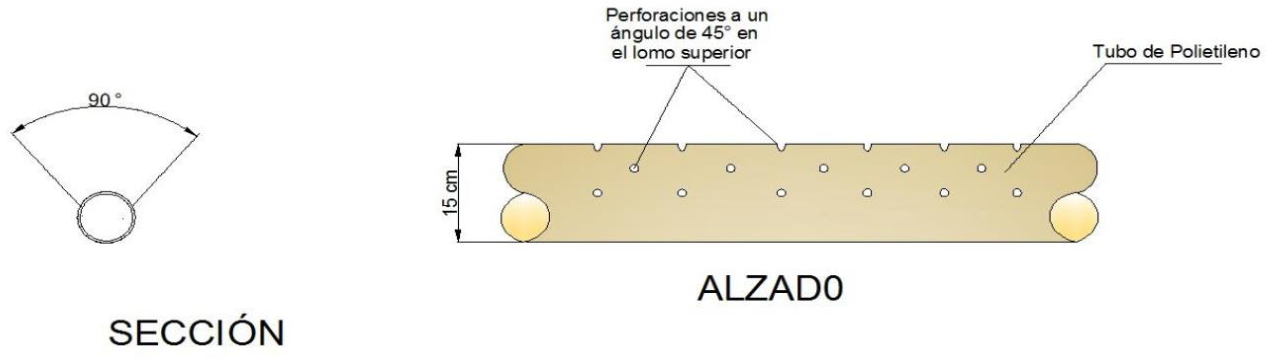 Perforaciones a un
ángulo de 45° en
el lomo superior
Tubo de Polietileno
90°
15 cm
ALZAD0
SECCIÓN